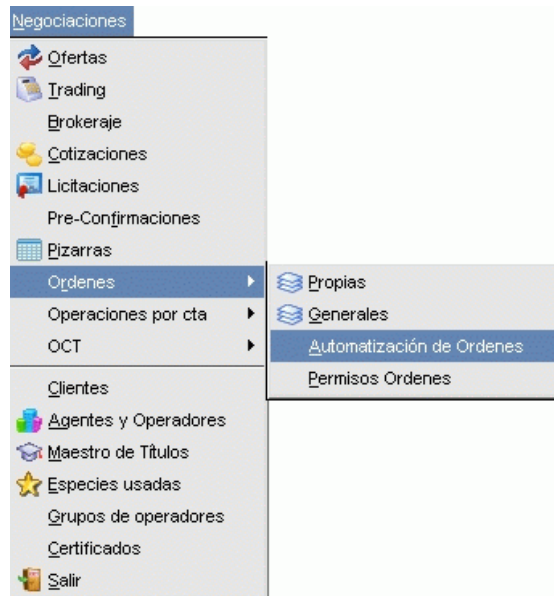 Negociaciones
Ofertas
Trading
Brokeraje
Cotizaciones
Licitaciones
Pre-Confirmaciones
Pizarras
Ordenes
Propias
Operaciones por cta
Generales
OCT
Automatización de Ordenes
Clientes
Permisos Ordenes
Agentes y Operadores
Maestro de Títulos
Especies usadas
Grupos de operadores
Certificados
Salir